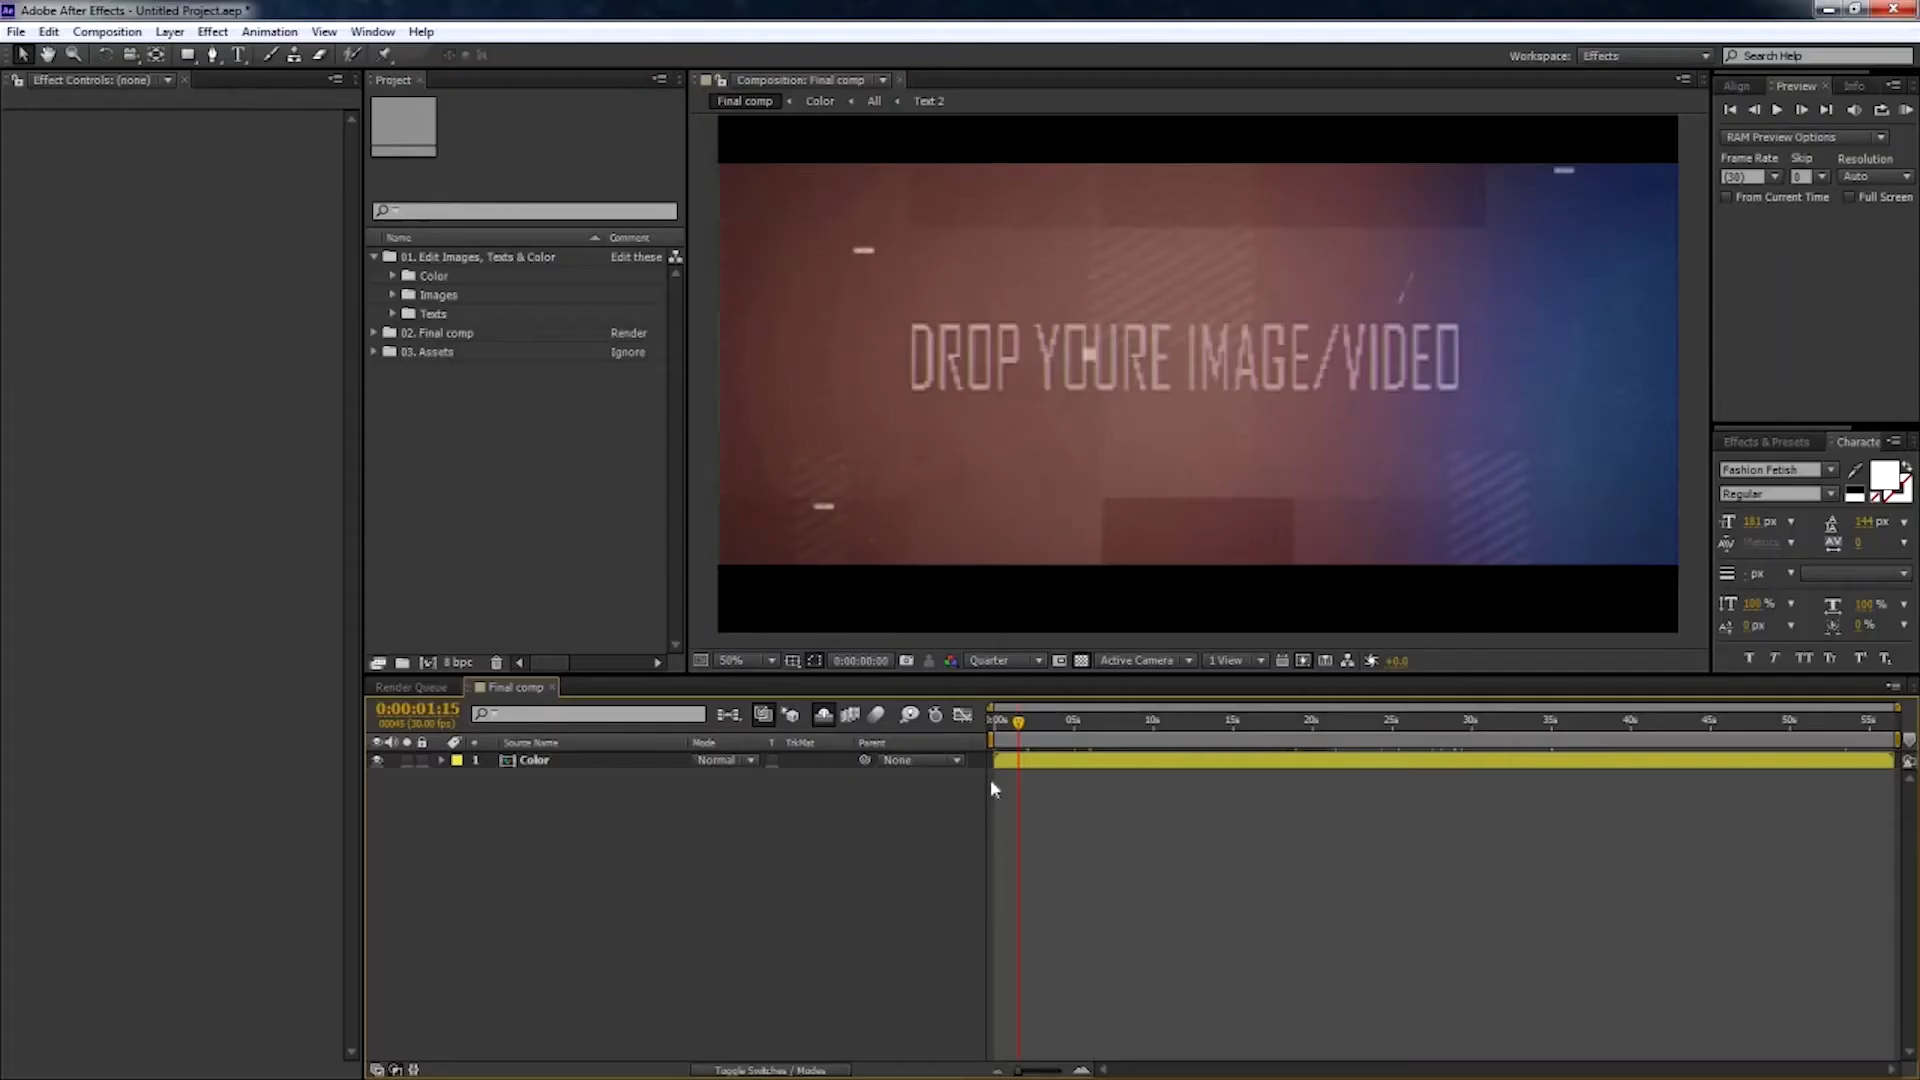 Adobe After Effects - Untitled Project.aep *
File Edit Composition Layer Effect Animation View Window Help
Workspace: Effects Search Help
Effect Controls: (none)
Project
Name Comment
01. Edit Images, Texts & Color Edit these
Color
Images
Texts
02. Final comp Render
03. Assets Ignore
8 bpc
Composition: Final comp
Final comp Color All Text 2
DROP YOURE IMAGE/VIDEO
50% 0:00:00:00 Quarter Active Camera 1 View +0.0
Align Preview Info
RAM Preview Options
Frame Rate Skip Resolution
(30) 0 Auto
From Current Time Full Screen
Effects & Presets Characte
Fashion Fetish
Regular
181 px 144 px
Metrics 0
- px
100 % 100 %
0 px 0 %
Render Queue Final comp
0:00:01:15
00045 (30.00 fps)
:00s 05s 10s 15s 20s 25s 30s 35s 40s 45s 50s 55s
# Source Name Mode T TrkMat Parent
1 Color Normal None
Toggle Switches / Modes